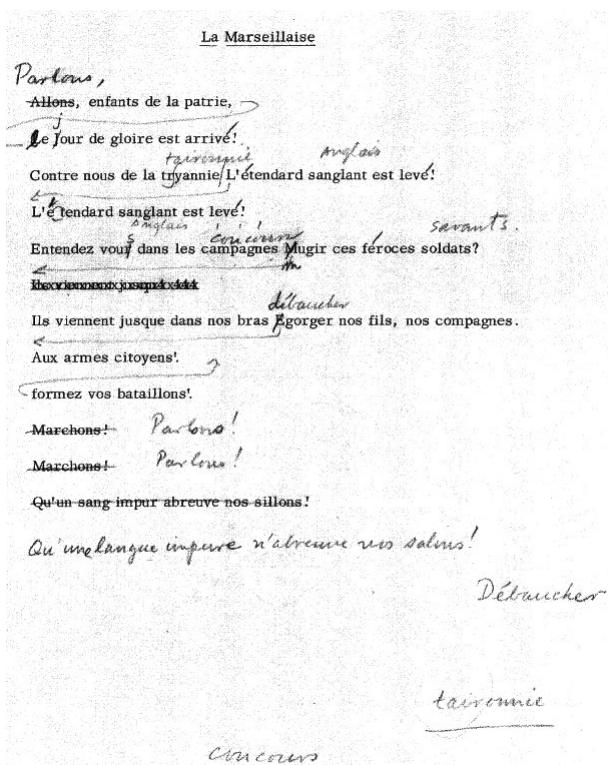 La Marseillaise
Parlons,
Allons, enfants de la patrie,
le jour de gloire est arrivé!
taironnie Anglais
Contre nous de la tryannie L'étendard sanglant est levé!
L'étendard sanglant est levé!
Anglais concours savants.
Entendez vous dans les campagnes Mugir ces féroces soldats?
m
débaucher
Ils viennent jusque dans nos bras Egorger nos fils, nos compagnes.
Aux armes citoyens!
formez vos bataillons!
Marchons! Parlons!
Marchons! Parlons!
Qu'un sang impur abreuve nos sillons!
Qu'une langue impure n'abreuve nos salons!
Débaucher
taironnie
concours